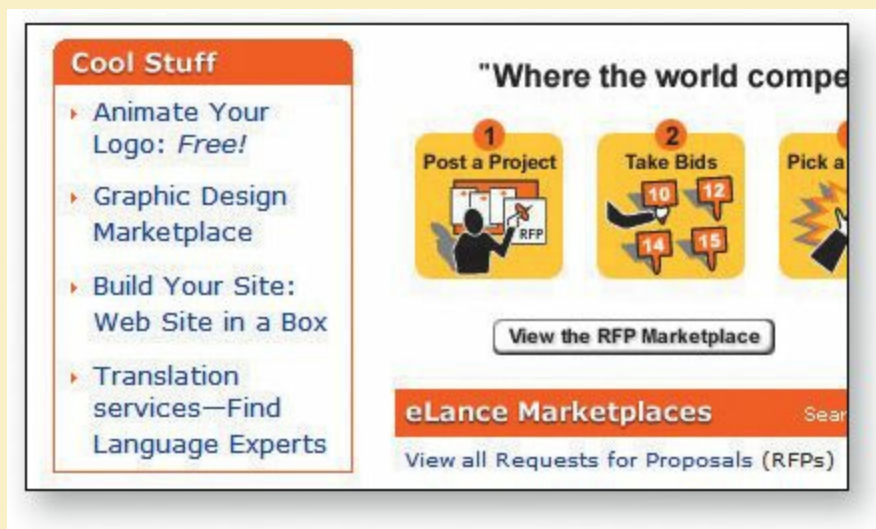 Cool Stuff
Animate Your
Logo: Free!
Graphic Design
Marketplace
Build Your Site:
Web Site in a Box
Translation
services—Find
Language Experts
"Where the world compe
1
Post a Project
RFP
2
Take Bids
10 12
14 15
Pick a
View the RFP Marketplace
eLance Marketplaces Sear
View all Requests for Proposals (RFPs)